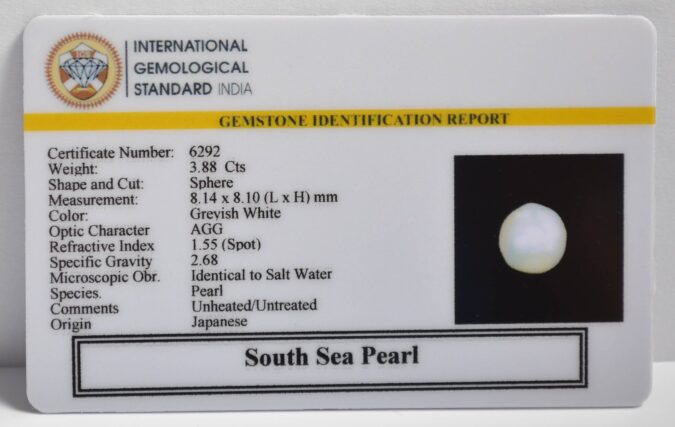 INTERNATIONAL
GEMOLOGICAL
STANDARD INDIA
GEMSTONE IDENTIFICATION REPORT
Certificate Number: 6292
Weight: 3.88 Cts
Shape and Cut: Sphere
Measurement: 8.14 x 8.10 (L x H) mm
Color: Greyish White
Optic Character AGG
Refractive Index 1.55 (Spot)
Specific Gravity 2.68
Microscopic Obr. Identical to Salt Water
Species. Pearl
Comments Unheated/Untreated
Origin Japanese
South Sea Pearl